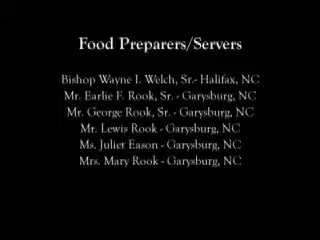 Food Preparers/Servers
Bishop Wayne L Welch, Sr.- Halifax, NC
Mr. Earlie F. Rook, Sr. - Garysburg, NC
Mr. George Rook, Sr. - Garysburg, NC
Mr. Lewis Rook - Garysburg, NC
Ms. Juliet Eason - Garysburg, NC
Mrs. Mary Rook - Garysburg, NC